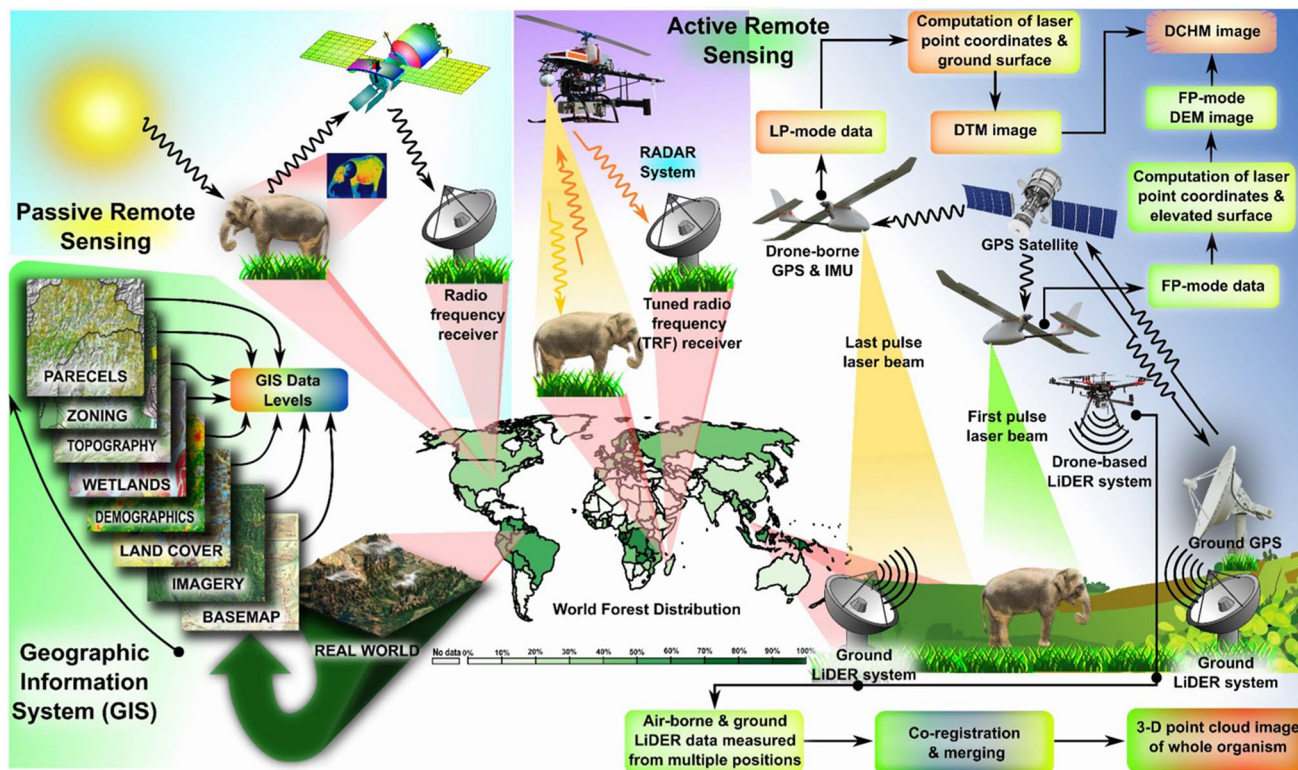 Passive Remote
Sensing
Radio
frequency
receiver
Active Remote
Sensing
RADAR
System
Tuned radio
frequency
(TRF) receiver
Computation of laser
point coordinates &
ground surface
DCHM image
LP-mode data
DTM image
FP-mode
DEM image
Computation of laser
point coordinates
& elevated surface
FP-mode data
Drone-borne
GPS & IMU
GPS Satellite
Last pulse
laser beam
First pulse
laser beam
Drone-based
LiDER system
Ground GPS
Ground
LiDER system
Ground
LiDER system
Air-borne & ground
LiDER data measured
from multiple positions
Co-registration
& merging
3-D point cloud image
of whole organism
GIS Data
Levels
PARECELS
ZONING
TOPOGRAPHY
WETLANDS
DEMOGRAPHICS
LAND COVER
IMAGERY
BASEMAP
REAL WORLD
Geographic
Information
System (GIS)
World Forest Distribution
No data 0% 10% 20% 30% 40% 50% 60% 70% 80% 90% 100%